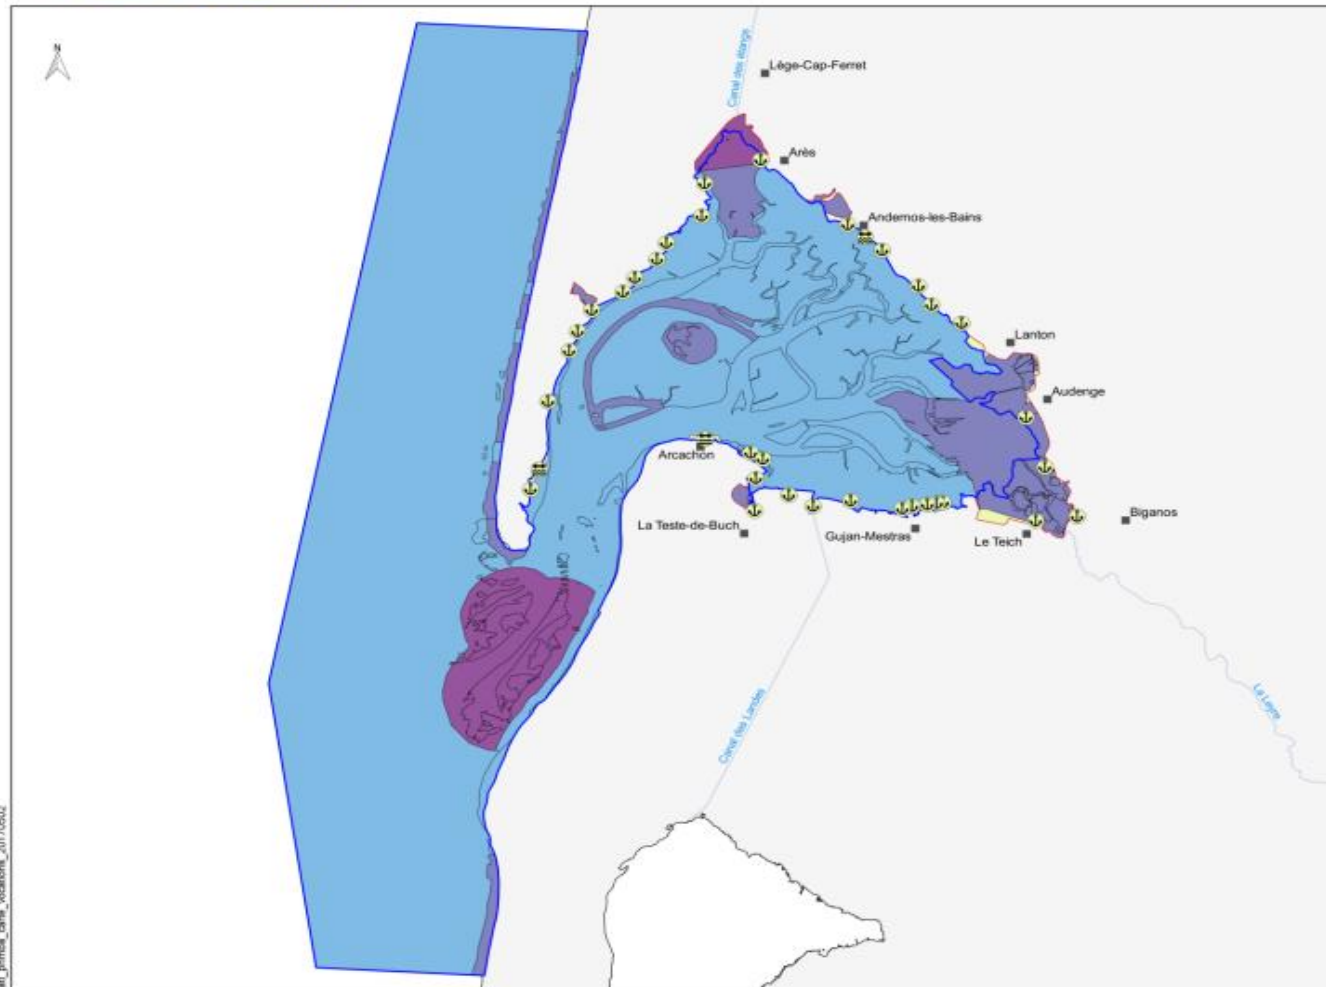 N
Canal des étangs
Lège-Cap-Ferret
Arès
Andernos-les-Bains
Lanton
Audenge
Arcachon
Biganos
La Teste-de-Buch
Gujan-Mestras
Le Teich
La Leyre
Canal des Landes